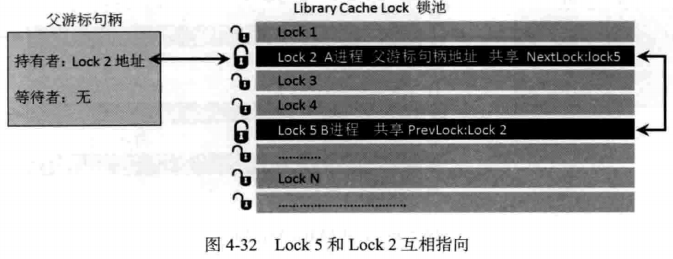 Library Cache Lock 锁池
父游标句柄
持有者：Lock 2 地址
等待者：无
Lock 1
Lock 2 A进程 父游标句柄地址 共享 NextLock:lock5
Lock 3
Lock 4
Lock 5 B进程 共享 PrevLock:Lock 2
…………
Lock N
…………………………
图 4-32 Lock 5 和 Lock 2 互相指向